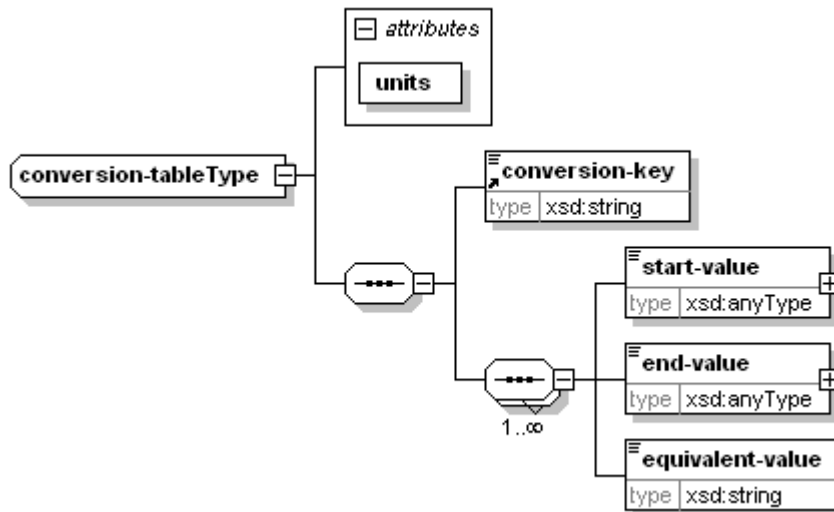 attributes
units
conversion-tableType
conversion-key
type xsd:string
start-value
type xsd:anyType
end-value
type xsd:anyType
1..∞
equivalent-value
type xsd:string